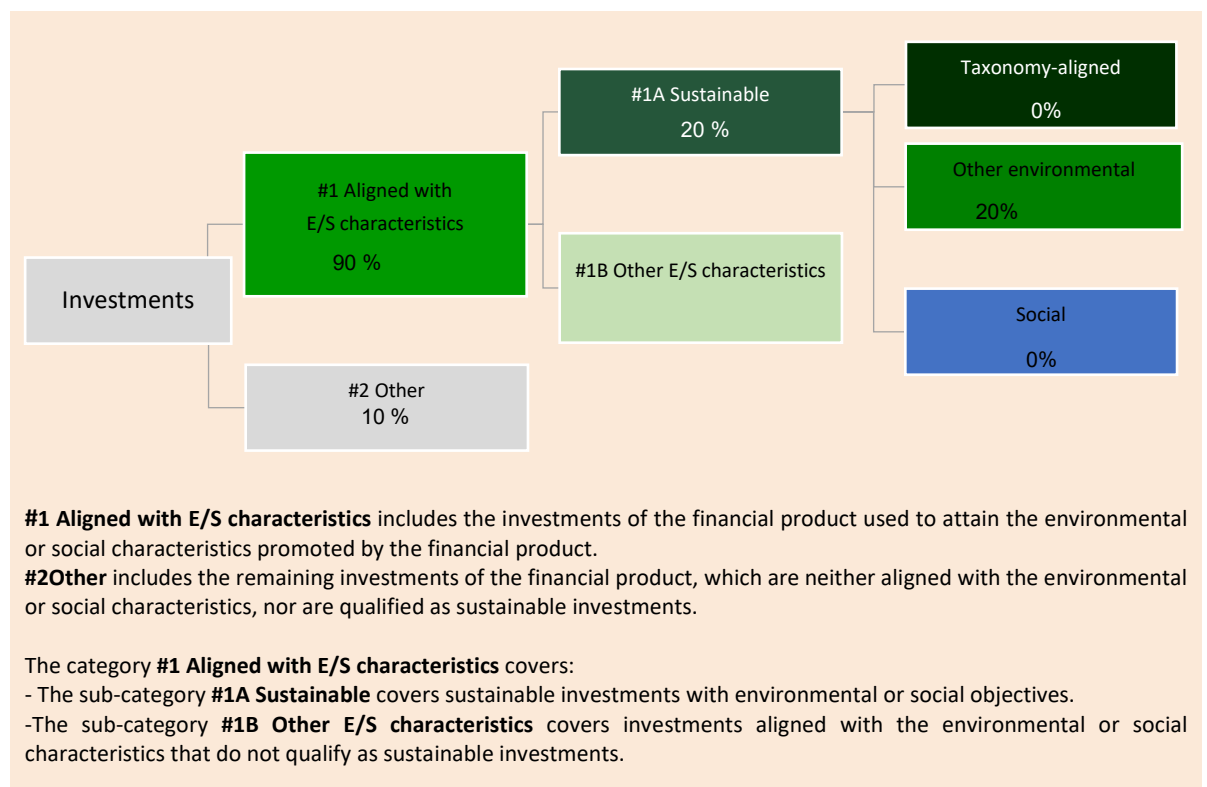 Investments
#1 Aligned with
E/S characteristics
90 %
#2 Other
10 %
#1A Sustainable
20 %
#1B Other E/S characteristics
Taxonomy-aligned
0%
Other environmental
20%
Social
0%
#1 Aligned with E/S characteristics includes the investments of the financial product used to attain the environmental
or social characteristics promoted by the financial product.
#2Other includes the remaining investments of the financial product, which are neither aligned with the environmental
or social characteristics, nor are qualified as sustainable investments.
The category #1 Aligned with E/S characteristics covers:
- The sub-category #1A Sustainable covers sustainable investments with environmental or social objectives.
-The sub-category #1B Other E/S characteristics covers investments aligned with the environmental or social
characteristics that do not qualify as sustainable investments.